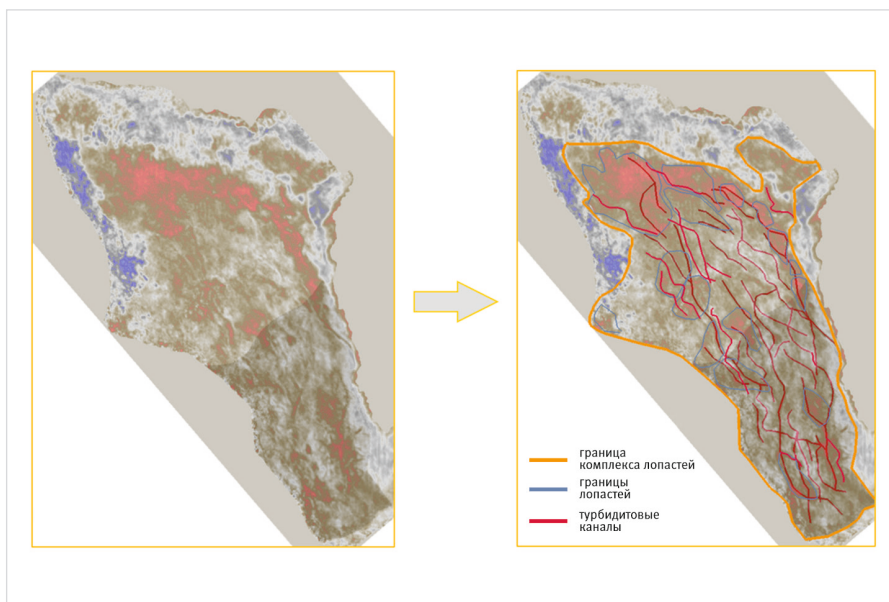 граница
комплекса лопастей
границы
лопастей
турбидитовые
каналы